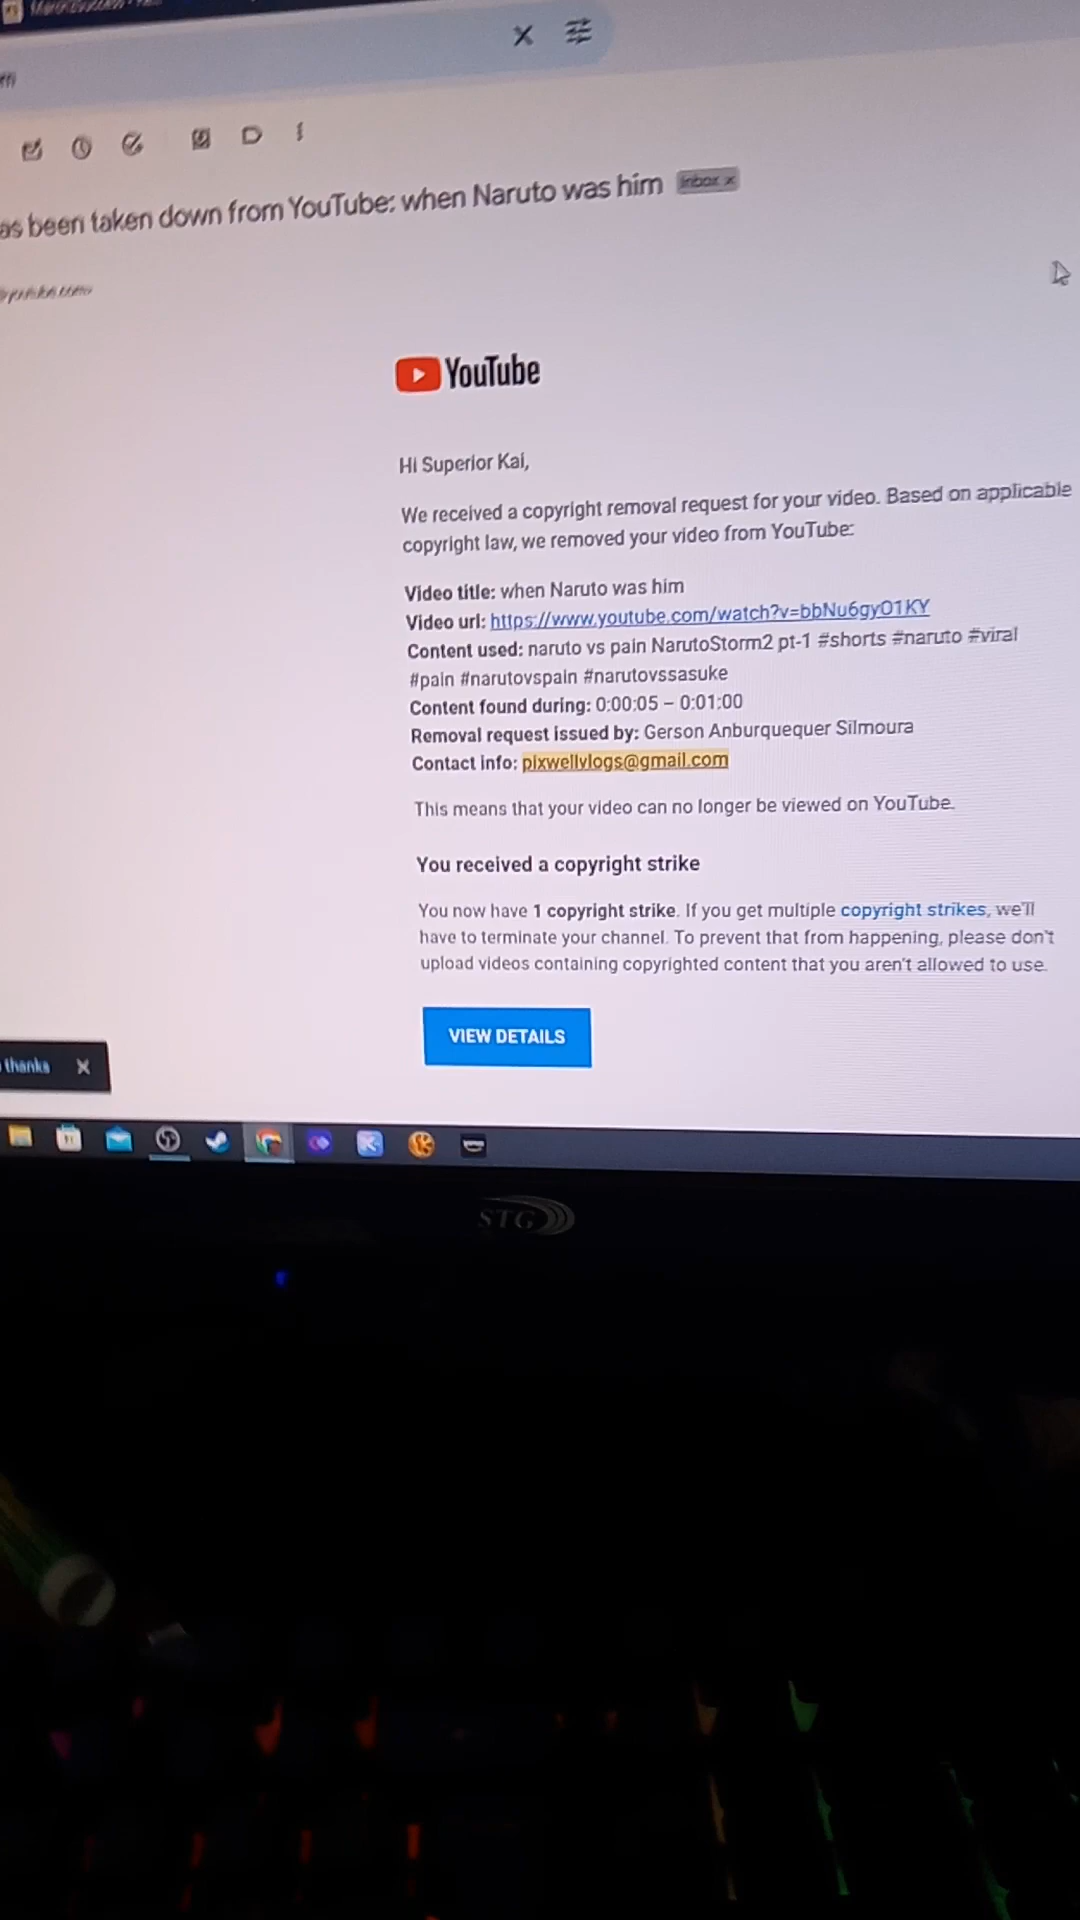 as been taken down from YouTube: when Naruto was him Inbox x
YouTube
Hi Superior Kai,
We received a copyright removal request for your video. Based on applicable
copyright law, we removed your video from YouTube:
Video title: when Naruto was him
Video url: https://www.youtube.com/watch?v=bbNu6gyO1KY
Content used: naruto vs pain NarutoStorm2 pt-1 #shorts #naruto #viral
#pain #narutovspain #narutovssasuke
Content found during: 0:00:05 – 0:01:00
Removal request issued by: Gerson Anburquequer Silmoura
Contact info: pixwellvlogs@gmail.com
This means that your video can no longer be viewed on YouTube.
You received a copyright strike
You now have 1 copyright strike. If you get multiple copyright strikes, we'll
have to terminate your channel. To prevent that from happening, please don't
upload videos containing copyrighted content that you aren't allowed to use.
VIEW DETAILS
thanks X
STG